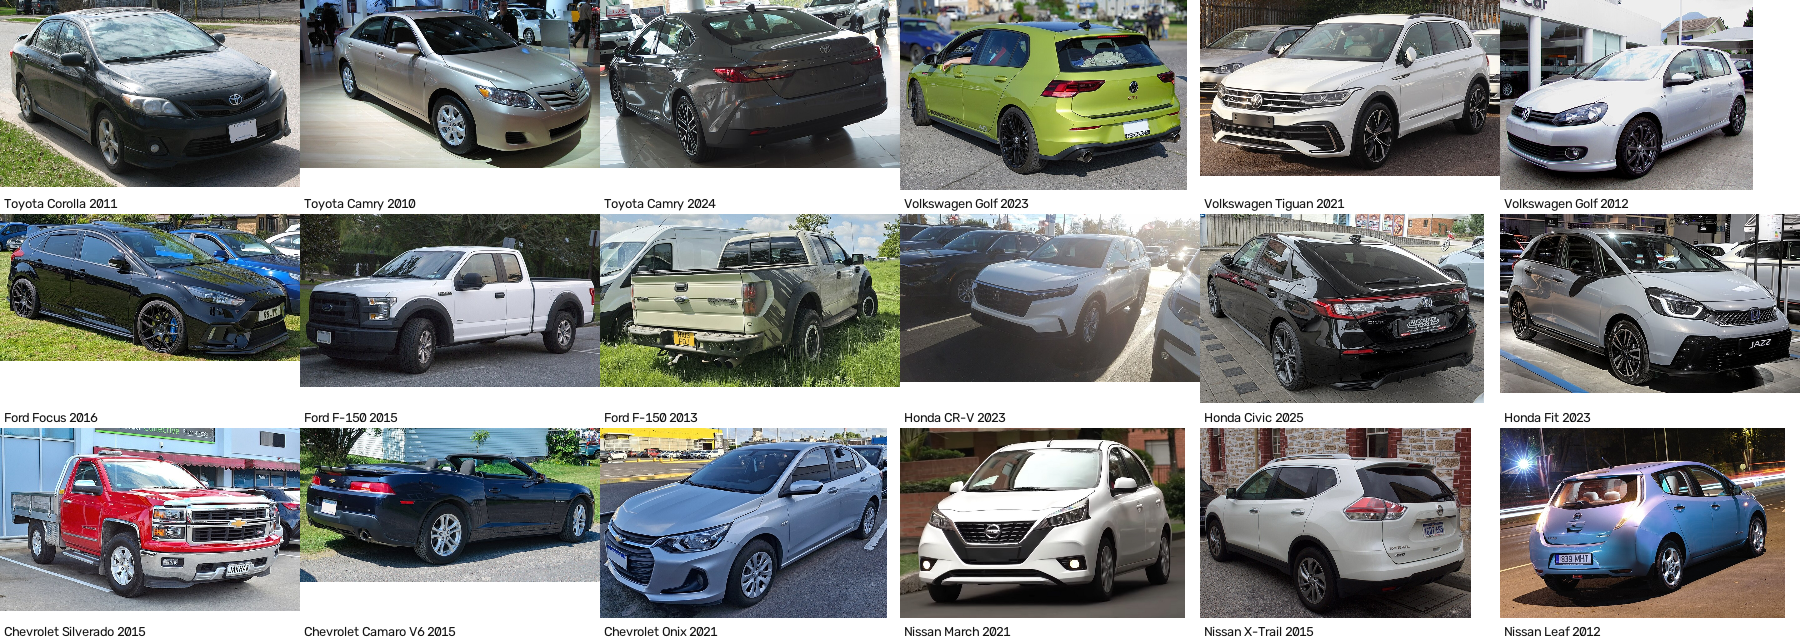 Car
Toyota Corolla 2011
Toyota Camry 2010
Toyota Camry 2024
Volkswagen Golf 2023
Volkswagen Tiguan 2021
Volkswagen Golf 2012
JAZZ
Ford Focus 2016
Ford F-150 2015
Ford F-150 2013
Honda CR-V 2023
Honda Civic 2025
Honda Fit 2023
Chevrolet Silverado 2015
Chevrolet Camaro V6 2015
Chevrolet Onix 2021
Nissan March 2021
Nissan X-Trail 2015
Nissan Leaf 2012